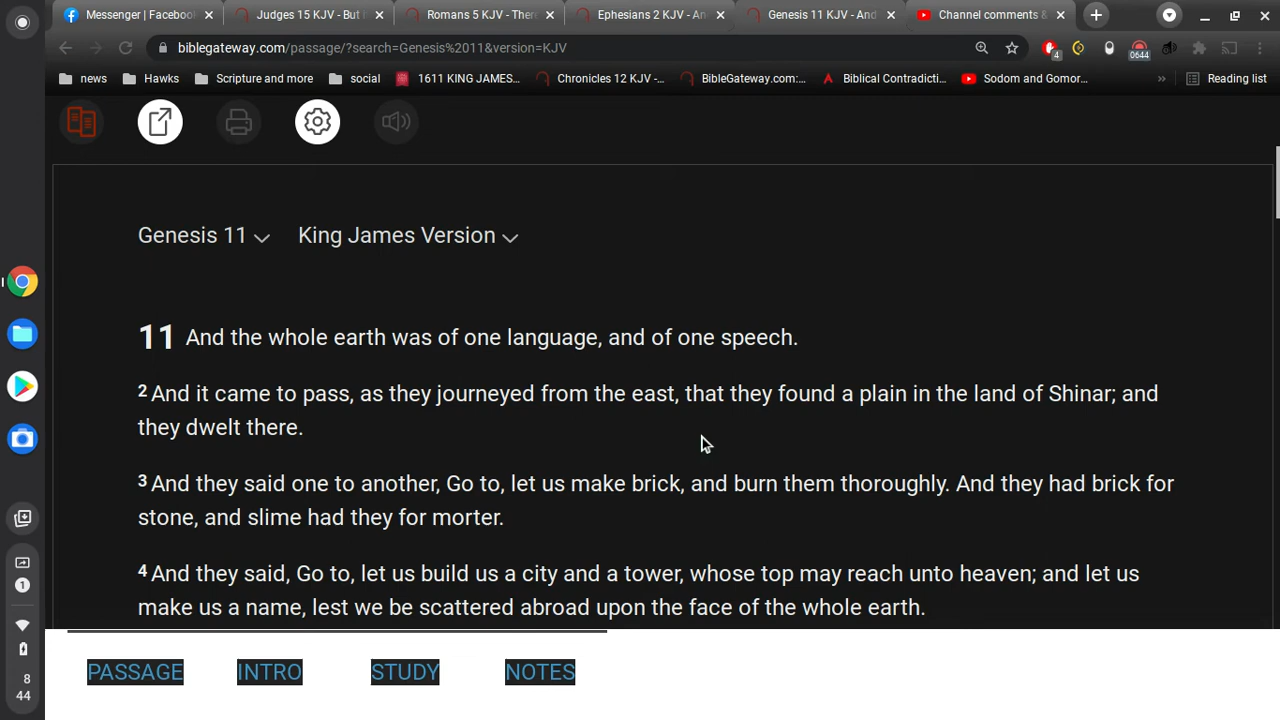 Messenger | Facebook
Judges 15 KJV - But i
Romans 5 KJV - There
Ephesians 2 KJV - An
Genesis 11 KJV - And
Channel comments &
biblegateway.com/passage/?search=Genesis%2011&version=KJV
4
0644
news
Hawks
Scripture and more
social
1611 KING JAMES...
Chronicles 12 KJV -...
BibleGateway.com:...
Biblical Contradicti...
Sodom and Gomor...
»
Reading list
Genesis 11
King James Version
11 And the whole earth was of one language, and of one speech.
2 And it came to pass, as they journeyed from the east, that they found a plain in the land of Shinar; and
they dwelt there.
3 And they said one to another, Go to, let us make brick, and burn them thoroughly. And they had brick for
stone, and slime had they for morter.
4 And they said, Go to, let us build us a city and a tower, whose top may reach unto heaven; and let us
make us a name, lest we be scattered abroad upon the face of the whole earth.
PASSAGE
INTRO
STUDY
NOTES
1
8
44